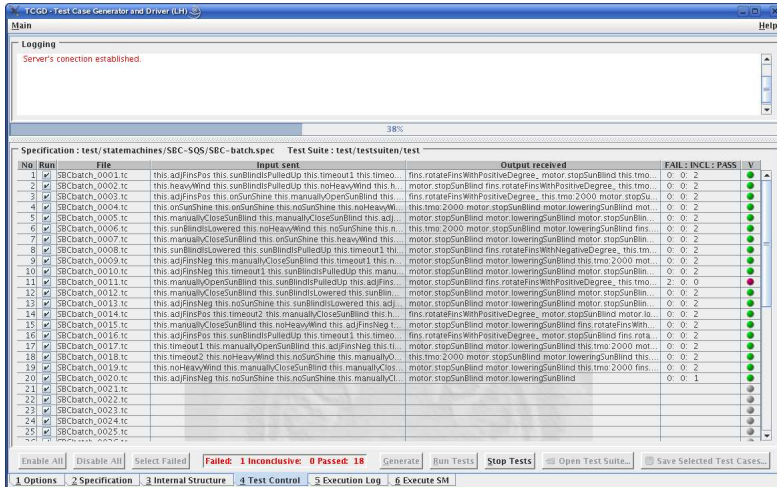 TCGD - Test Case Generator and Driver (LH)
Main Help
Logging
Server's conection established.
38%
Specification : test/statemachines/SBC-SQS/SBC-batch.spec Test Suite : test/testsuiten/test
No Run File Input sent Output received FAIL : INCL : PASS V
1 SBCbatch_0001.tc this.adjFinsPos this.sunBlindIsPulledUp this.timeout1 this.timeo... fins.rotateFinsWithPositiveDegree_ motor.stopSunBlind this.tmo... 0: 0: 2
2 SBCbatch_0002.tc this.heavyWind this.sunBlindIsPulledUp this.noHeavyWind this.h... motor.stopSunBlind fins.rotateFinsWithPositiveDegree_ this.tmo... 0: 0: 2
3 SBCbatch_0003.tc this.adjFinsPos this.onSunShine this.manuallyOpenSunBlind this.... fins.rotateFinsWithPositiveDegree_ this.tmo:2000 motor.stopSu... 0: 0: 2
4 SBCbatch_0004.tc this.onSunShine this.onSunShine this.noSunShine this.noHeavyWi... this.tmo:2000 motor.stopSunBlind motor.loweringSunBlind mot... 0: 0: 2
5 SBCbatch_0005.tc this.manuallyCloseSunBlind this.manuallyCloseSunBlind this.adj... motor.stopSunBlind motor.loweringSunBlind motor.stopSunBlin... 0: 0: 2
6 SBCbatch_0006.tc this.sunBlindIsLowered this.noHeavyWind this.noSunShine this.n... this.tmo:2000 motor.stopSunBlind motor.loweringSunBlind fins... 0: 0: 2
7 SBCbatch_0007.tc this.manuallyCloseSunBlind this.onSunShine this.heavyWind this... motor.stopSunBlind motor.loweringSunBlind motor.stopSunBlin... 0: 0: 2
8 SBCbatch_0008.tc this.sunBlindIsPulledUp this.adjFinsNeg this.sunBlindIsPulledUp t... motor.stopSunBlind fins.rotateFinsWithNegativeDegree_ this.tm... 0: 0: 2
9 SBCbatch_0009.tc this.adjFinsNeg this.manuallyCloseSunBlind this.timeout1 this.n... motor.stopSunBlind motor.loweringSunBlind this.tmo:2000 mot... 0: 0: 2
10 SBCbatch_0010.tc this.adjFinsNeg this.timeout1 this.sunBlindIsPulledUp this.manu... motor.stopSunBlind motor.loweringSunBlind motor.stopSunBlin... 0: 0: 2
11 SBCbatch_0011.tc this.manuallyOpenSunBlind this.sunBlindIsPulledUp this.adjFins... motor.stopSunBlind fins.rotateFinsWithPositiveDegree_ this.tmo... 2: 0: 0
12 SBCbatch_0012.tc this.manuallyCloseSunBlind this.sunBlindIsLowered this.sunBlin... motor.stopSunBlind motor.loweringSunBlind motor.stopSunBlin... 0: 0: 2
13 SBCbatch_0013.tc this.adjFinsNeg this.noSunShine this.sunBlindIsLowered this.adj... motor.stopSunBlind motor.loweringSunBlind motor.stopSunBlin... 0: 0: 2
14 SBCbatch_0014.tc this.adjFinsPos this.timeout2 this.manuallyCloseSunBlind this.h... fins.rotateFinsWithPositiveDegree_ motor.stopSunBlind motor.lo... 0: 0: 2
15 SBCbatch_0015.tc this.manuallyCloseSunBlind this.noHeavyWind this.adjFinsNeg t... motor.stopSunBlind motor.loweringSunBlind fins.rotateFinsWith... 0: 0: 2
16 SBCbatch_0016.tc this.adjFinsPos this.sunBlindIsPulledUp this.timeout1 this.timeo... fins.rotateFinsWithPositiveDegree_ motor.stopSunBlind fins.rota... 0: 0: 2
17 SBCbatch_0017.tc this.timeout1 this.manuallyOpenSunBlind this.adjFinsNeg this.ti... motor.stopSunBlind motor.loweringSunBlind this.tmo:2000 mot... 0: 0: 2
18 SBCbatch_0018.tc this.timeout2 this.noHeavyWind this.noSunShine this.manuallyO... this.tmo:2000 motor.stopSunBlind motor.loweringSunBlind this.... 0: 0: 2
19 SBCbatch_0019.tc this.noHeavyWind this.manuallyCloseSunBlind this.manuallyClos... motor.stopSunBlind motor.loweringSunBlind this.tmo:2000 fins... 0: 0: 2
20 SBCbatch_0020.tc this.adjFinsNeg this.noSunShine this.noSunShine this.manuallyCl... motor.stopSunBlind motor.loweringSunBlind 0: 0: 1
21 SBCbatch_0021.tc
22 SBCbatch_0022.tc
23 SBCbatch_0023.tc
24 SBCbatch_0024.tc
25 SBCbatch_0025.tc
Enable All Disable All Select Failed Failed: 1 Inconclusive: 0 Passed: 18 Generate Run Tests Stop Tests Open Test Suite... Save Selected Test Cases...
1 Options 2 Specification 3 Internal Structure 4 Test Control 5 Execution Log 6 Execute SM